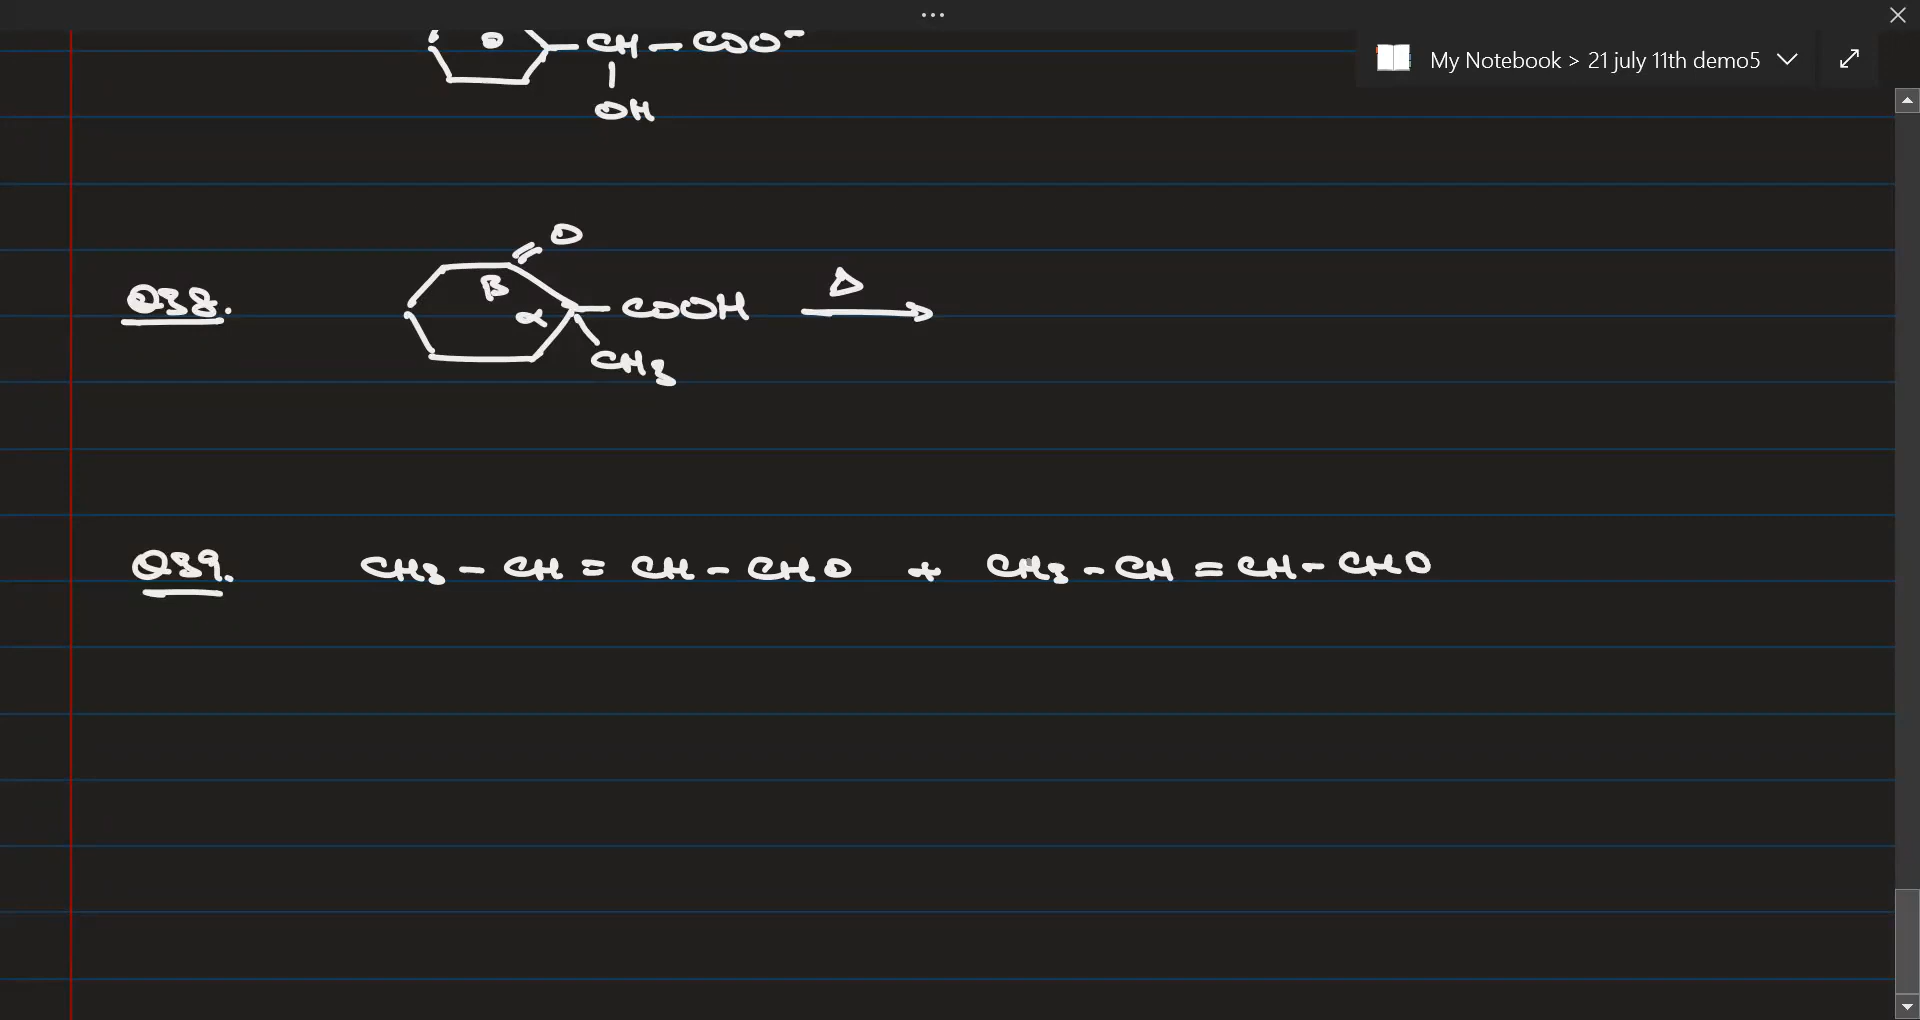 My Notebook > 21 july 11th demo5
CH – COO⁻
OH
O
Q38. β α COOH Δ
CH3
Q39. CH3 – CH = CH – CHO + CH3 – CH = CH – CHO